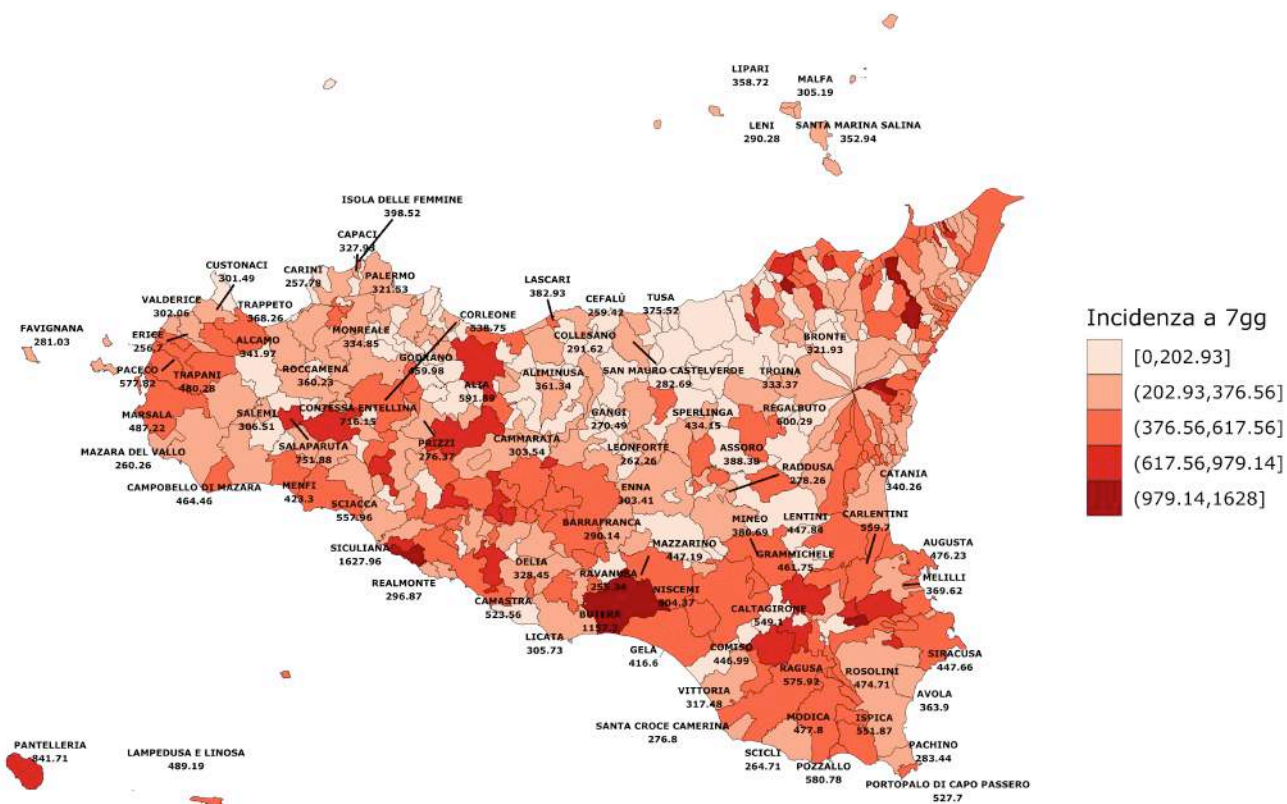 LIPARI
358.72
MALFA
305.19
LENI
290.28
SANTA MARINA SALINA
352.94
ISOLA DELLE FEMMINE
398.52
CAPACI
327.93
CUSTONACI
301.49
CARINI
257.79
PALERMO
321.53
LASCARI
382.93
CEFALÙ
259.42
TUSA
375.52
VALDERICE
302.06
TRAPPETO
368.26
CORLEONE
538.75
FAVIGNANA
281.03
ERICE
256.7
ALCAMO
341.97
MONREALE
334.85
GODRANO
459.98
COLLESANO
291.62
BRONTE
321.93
Incidenza a 7gg
[0,202.93]
(202.93,376.56]
(376.56,617.56]
(617.56,979.14]
(979.14,1628]
PACECO
577.82
TRAPANI
480.28
ROCCAMENA
360.23
ALIA
591.89
ALIMINUSA
361.34
SAN MAURO CASTELVERDE
282.69
TROINA
333.37
MARSALA
487.22
SALEMI
306.51
CONTESSA ENTELLINA
716.15
GANGI
270.49
SPERLINGA
434.15
REGALBUTO
600.29
MAZARA DEL VALLO
260.26
SALAPARUTA
751.88
PRIZZI
276.37
CAMMARATA
303.54
LEONFORTE
262.26
ASSORO
388.38
RADDUSA
278.26
CATANIA
340.26
CAMPOBELLO DI MAZARA
464.46
MENFI
423.3
SCIACCA
557.96
ENNA
303.41
BARRAFRANCA
290.14
MINEO
380.69
LENTINI
447.84
CARLENTINI
559.7
AUGUSTA
476.23
SICULIANA
1627.96
REALMONTE
296.87
DELIA
328.45
MAZZARINO
447.19
GRAMMICHELE
461.75
MELILLI
369.62
CAMASTRA
523.56
RAVANUSA
NISCEMI
504.37
BUTERA
CALTAGIRONE
549.1
LICATA
305.73
GELA
416.6
COMISO
446.99
RAGUSA
575.92
ROSOLINI
474.71
SIRACUSA
447.66
VITTORIA
317.48
AVOLA
363.9
SANTA CROCE CAMERINA
276.8
MODICA
477.8
ISPICA
551.87
PANTELLERIA
841.71
LAMPEDUSA E LINOSA
489.19
SCICLI
264.71
POZZALLO
580.78
PACHINO
283.44
PORTOPALO DI CAPO PASSERO
527.7